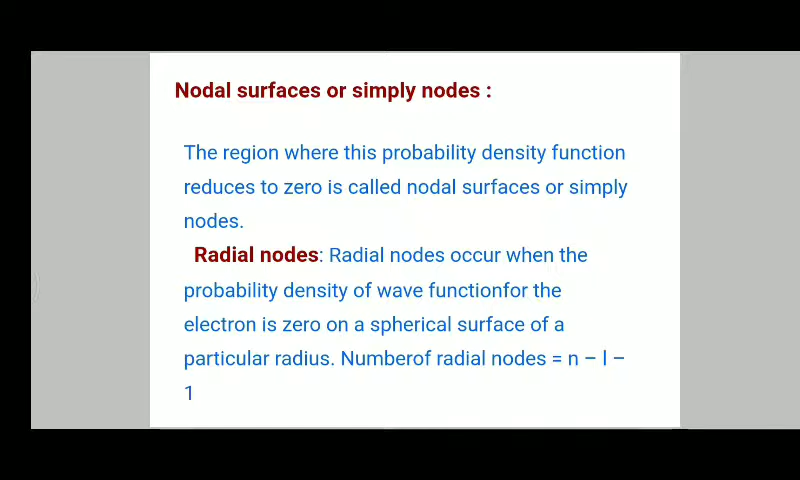 Nodal surfaces or simply nodes :
The region where this probability density function
reduces to zero is called nodal surfaces or simply
nodes.
Radial nodes: Radial nodes occur when the
probability density of wave functionfor the
electron is zero on a spherical surface of a
particular radius. Numberof radial nodes = n – l –
1